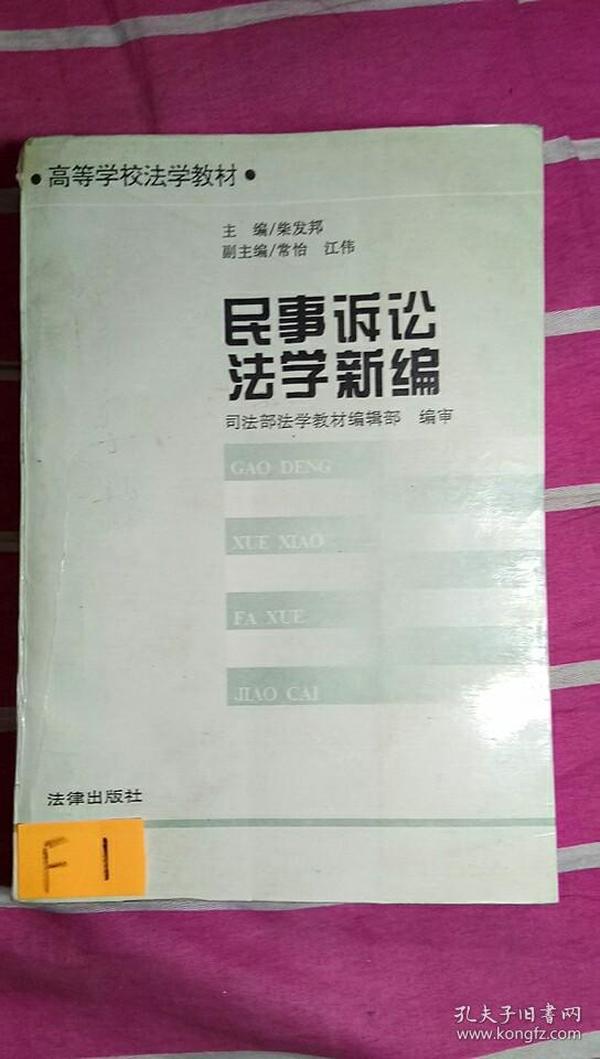 •高等学校法学教材•
主 编/柴发邦
副主编/常怡 江伟
民事诉讼
法学新编
司法部法学教材编辑部 编审
GAO DENG
XUE XIAO
FA XUE
JIAO CAI
法律出版社
F1
孔夫子旧书网
www.kongfz.com